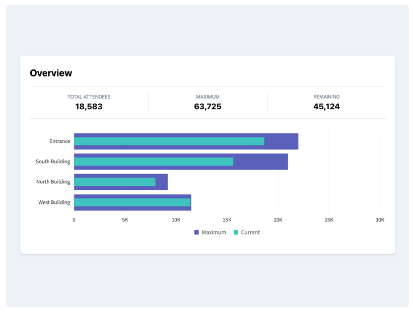 Overview
TOTAL ATTENDEES
18,583
MAXIMUM
63,725
REMAINING
45,124
Entrance
South Building
North Building
West Building
0 5K 10K 15K 20K 25K 30K
Maximum Current